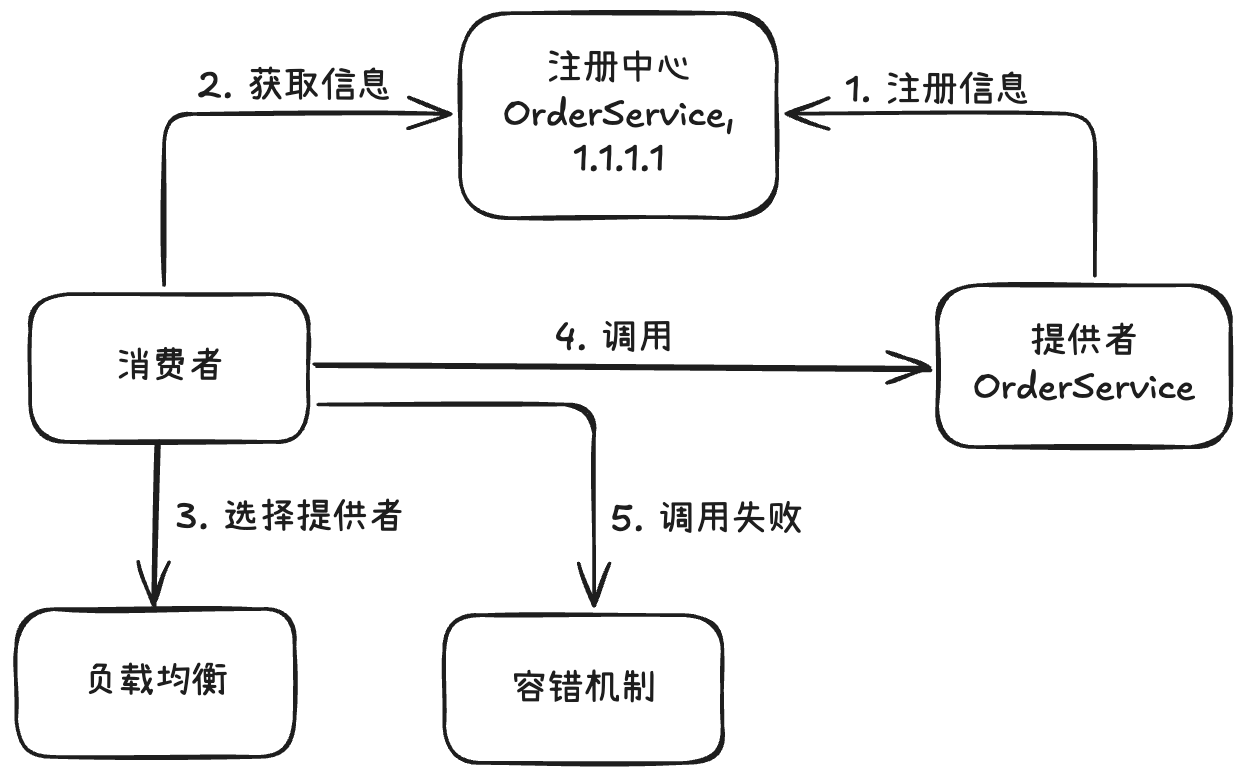 注册中心
OrderService,
1.1.1.1
2. 获取信息
1. 注册信息
消费者
4. 调用
提供者
OrderService
3. 选择提供者
5. 调用失败
负载均衡
容错机制